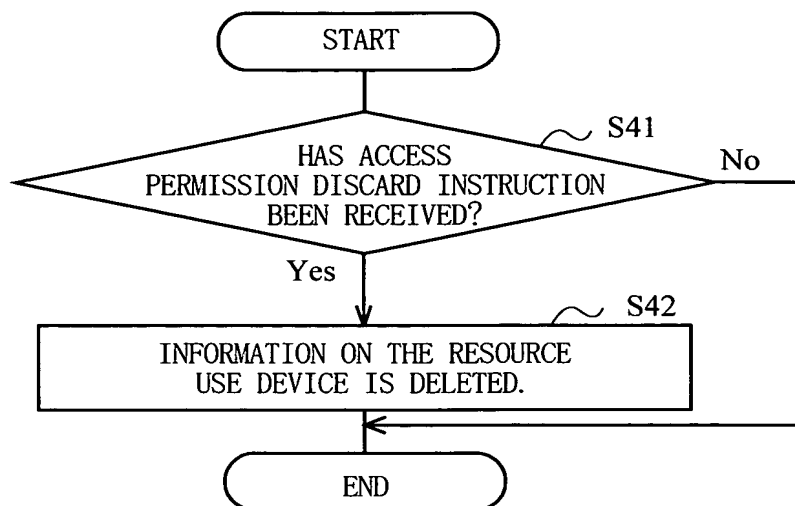 START
S41
HAS ACCESS
PERMISSION DISCARD INSTRUCTION
BEEN RECEIVED?
No
Yes
S42
INFORMATION ON THE RESOURCE
USE DEVICE IS DELETED.
END